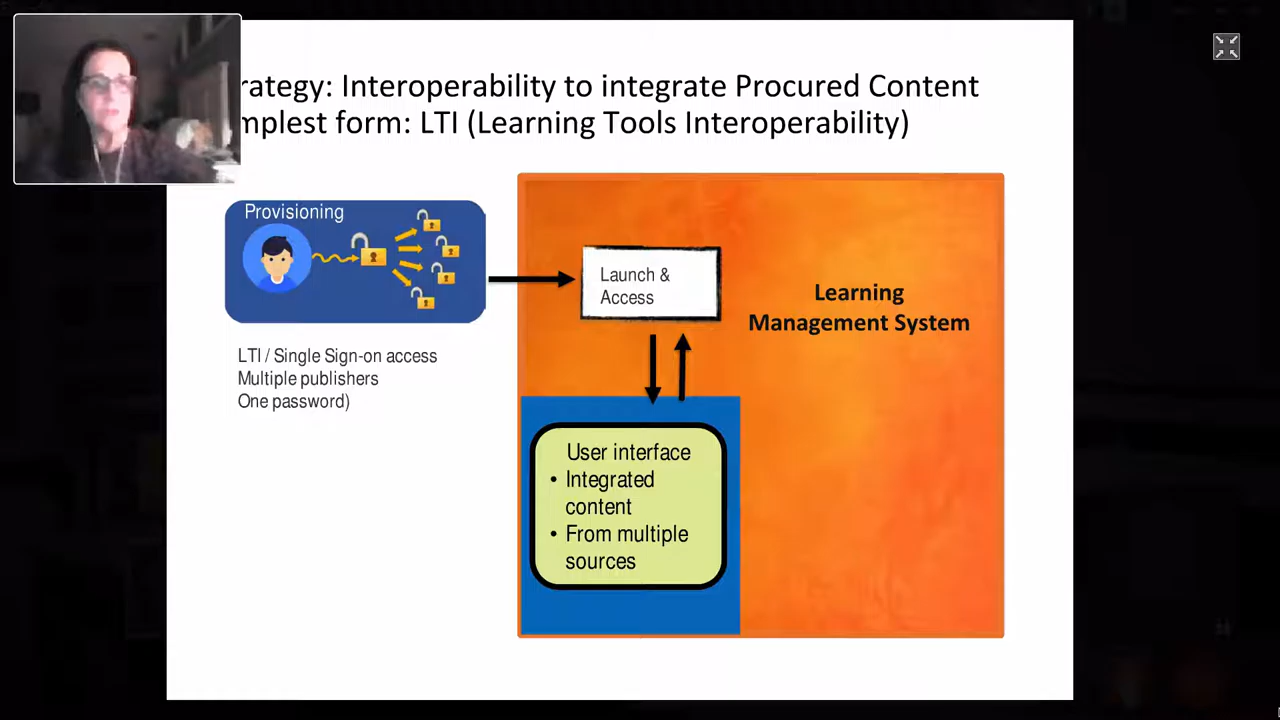 rategy: Interoperability to integrate Procured Content
mplest form: LTI (Learning Tools Interoperability)
Provisioning
LTI / Single Sign-on access
Multiple publishers
One password)
Launch &
Access
Learning
Management System
User interface
• Integrated
content
• From multiple
sources